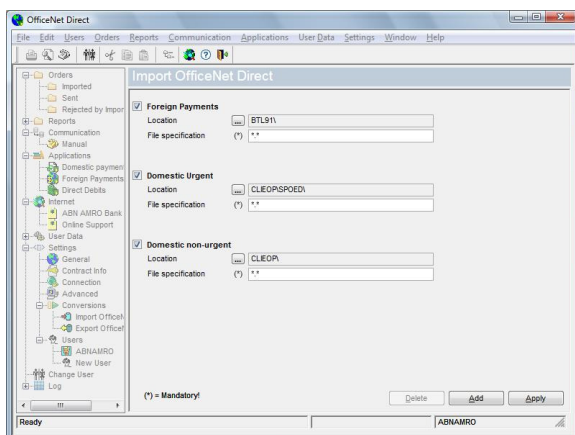 OfficeNet Direct
File Edit Users Orders Reports Communication Applications User Data Settings Window Help
Import OfficeNet Direct
Orders
Imported
Sent
Rejected by Impor
Reports
Communication
Manual
Applications
Domestic paymen
Foreign Payments
Direct Debits
Internet
ABN AMRO Bank
Online Support
User Data
Settings
General
Contract Info
Connection
Advanced
Conversions
Import OfficeN
Export OfficeN
Users
ABNAMRO
New User
Change User
Log
Foreign Payments
Location ... BTL91\
File specification (*) *.*
Domestic Urgent
Location ... CLIEOP\SPOED\
File specification (*) *.*
Domestic non-urgent
Location ... CLIEOP\
File specification (*) *.*
(*) = Mandatory!
Delete Add Apply
Ready ABNAMRO